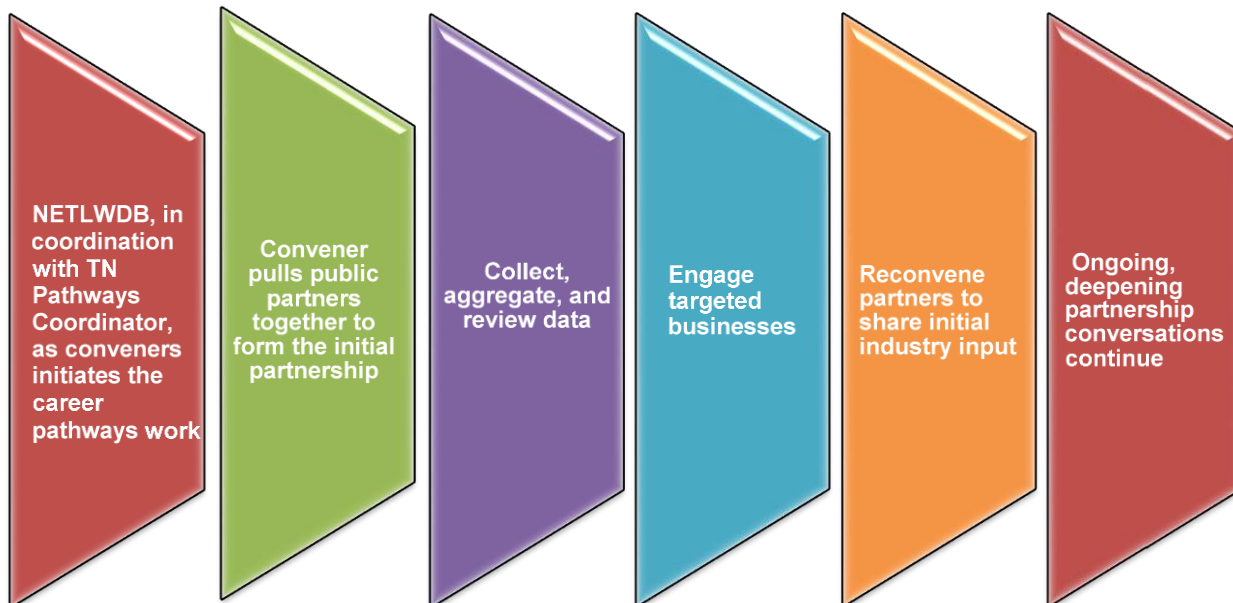 NETLWDB, in
coordination
with TN
Pathways
Coordinator,
as conveners
initiates the
career
pathways work
Convener
pulls public
partners
together to
form the initial
partnership
Collect,
aggregate, and
review data
Engage
targeted
businesses
Reconvene
partners to
share initial
industry input
Ongoing,
deepening
partnership
conversations
continue